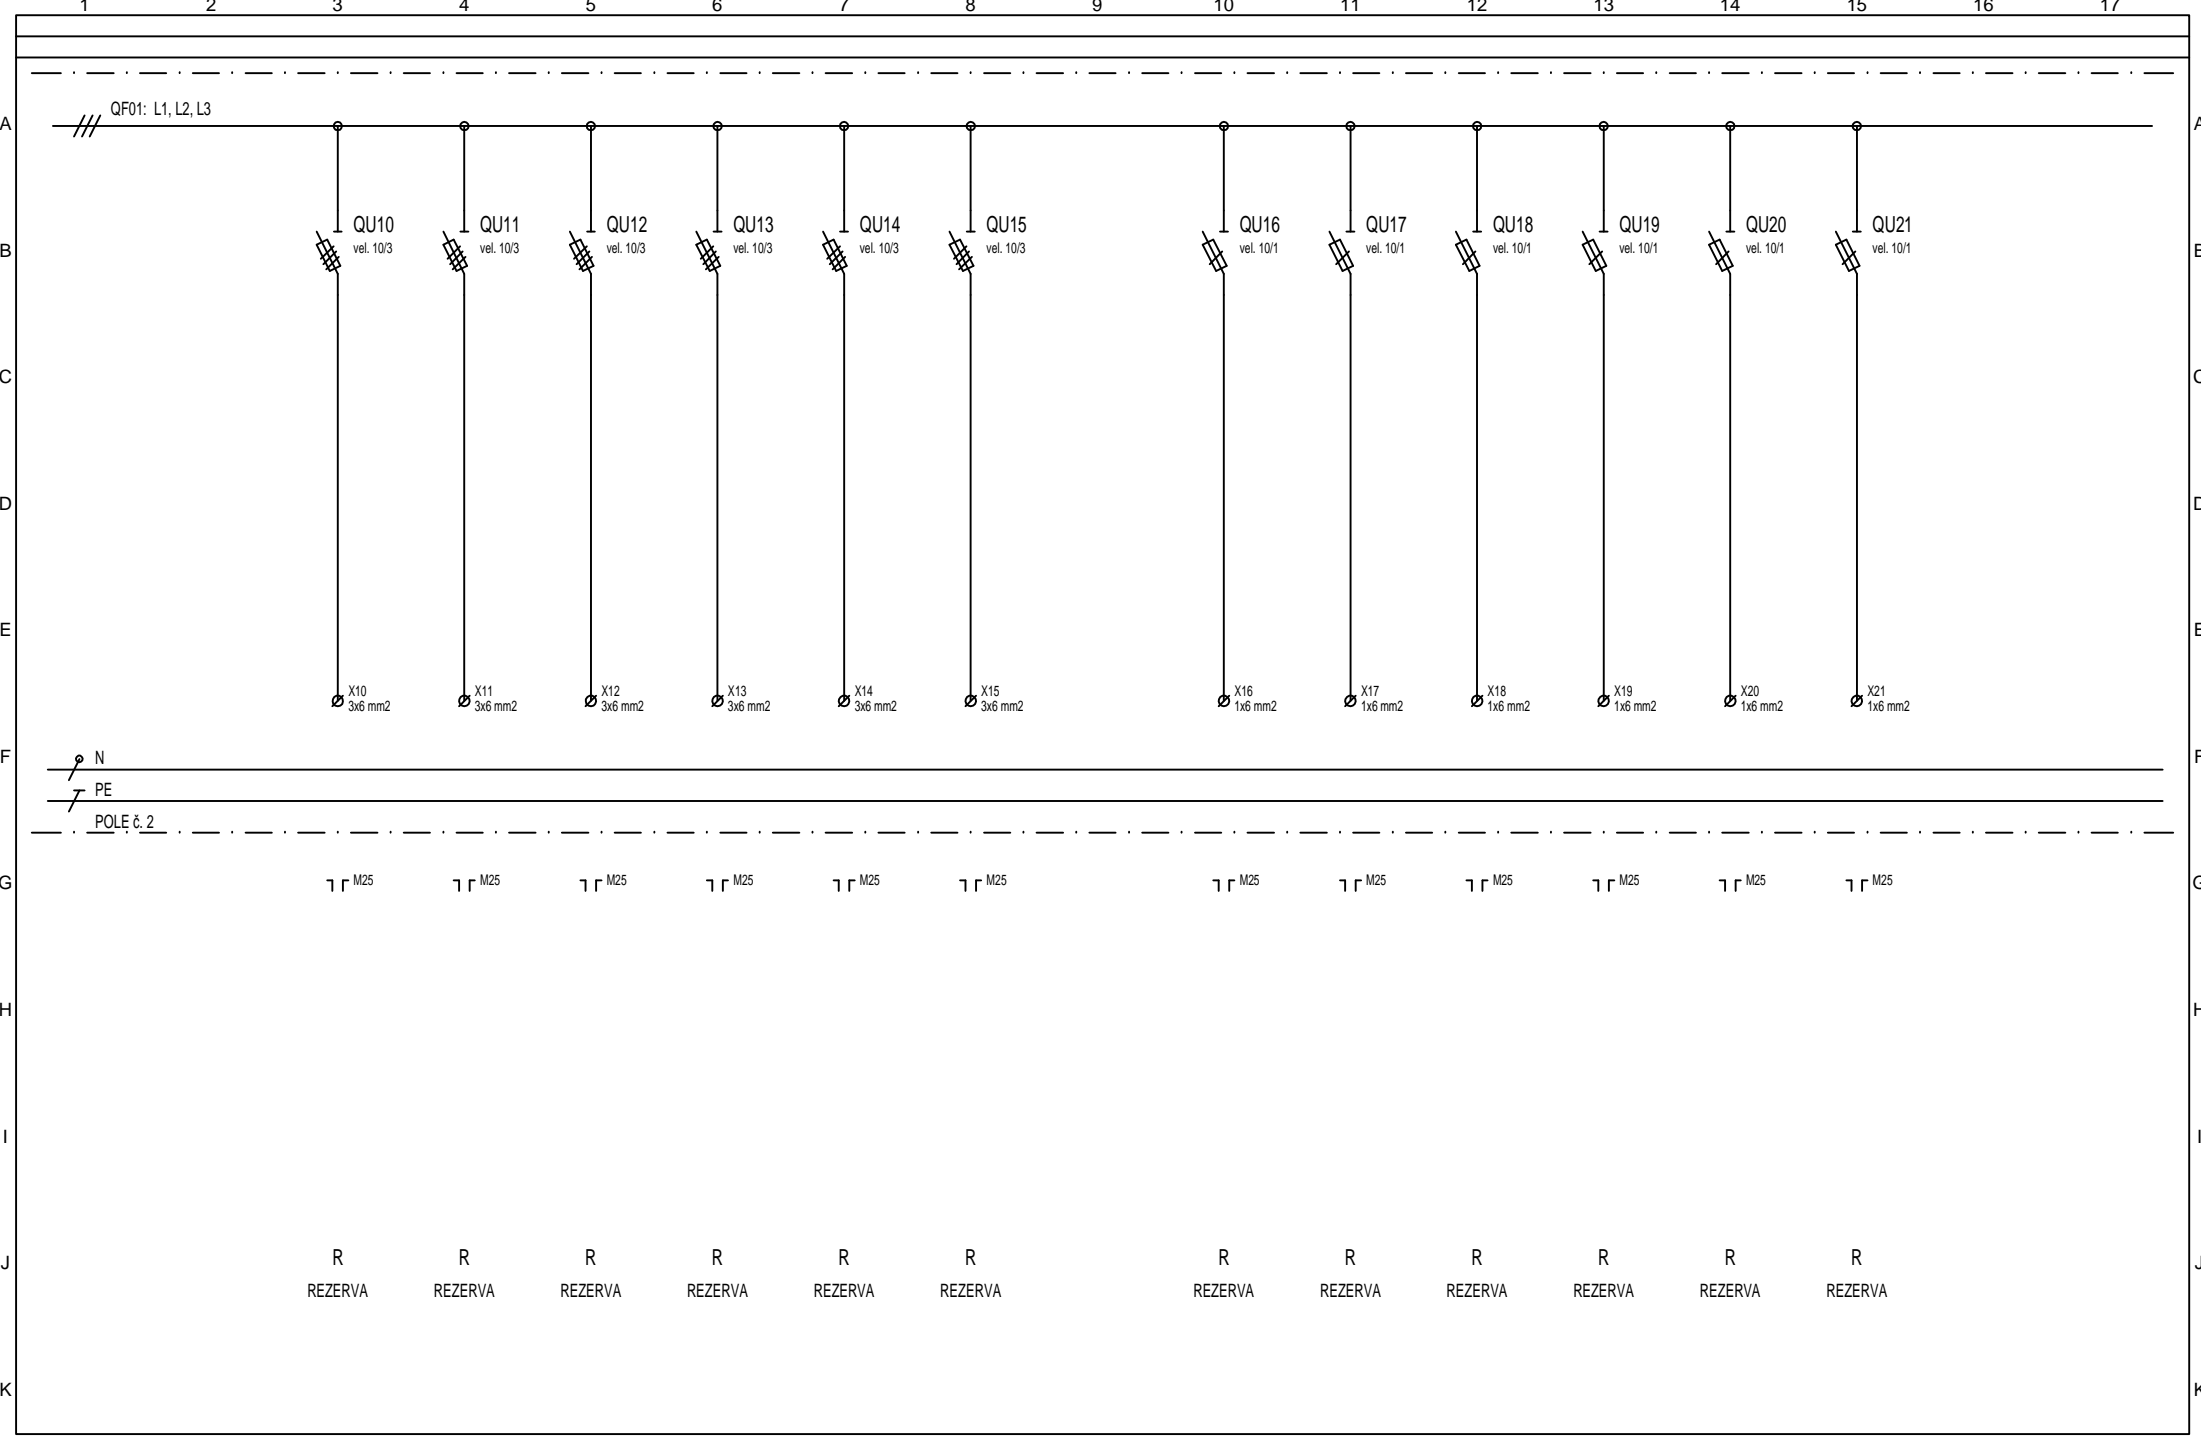 1 2 3 4 5 6 7 8 9 10 11 12 13 14 15 16 17
QF01: L1, L2, L3
A A
QU10 QU11 QU12 QU13 QU14 QU15 QU16 QU17 QU18 QU19 QU20 QU21
vel. 10/3 vel. 10/3 vel. 10/3 vel. 10/3 vel. 10/3 vel. 10/3 vel. 10/1 vel. 10/1 vel. 10/1 vel. 10/1 vel. 10/1 vel. 10/1
B B
C C
D D
E E
X10 X11 X12 X13 X14 X15 X16 X17 X18 X19 X20 X21
3x6 mm2 3x6 mm2 3x6 mm2 3x6 mm2 3x6 mm2 3x6 mm2 1x6 mm2 1x6 mm2 1x6 mm2 1x6 mm2 1x6 mm2 1x6 mm2
F N F
PE
POLE č. 2
G M25 M25 M25 M25 M25 M25 M25 M25 M25 M25 M25 M25 G
H H
I I
J R R R R R R R R R R R R J
REZERVA REZERVA REZERVA REZERVA REZERVA REZERVA REZERVA REZERVA REZERVA REZERVA REZERVA REZERVA
K K